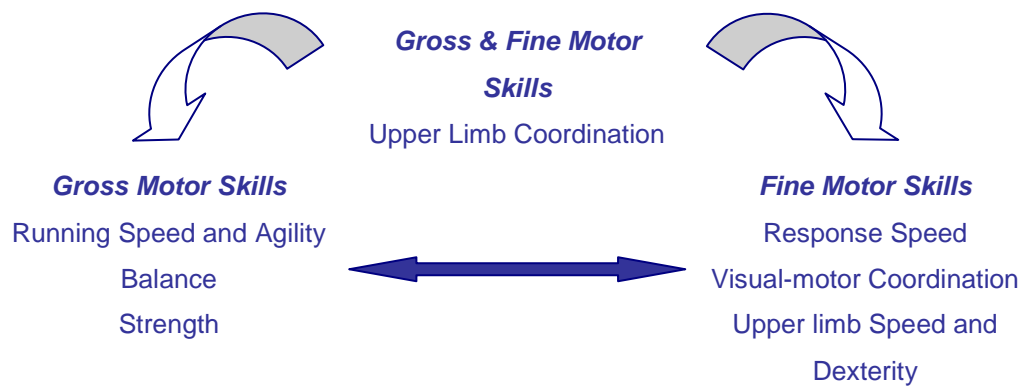 Gross & Fine Motor
Skills
Upper Limb Coordination
Gross Motor Skills
Running Speed and Agility
Balance
Strength
Fine Motor Skills
Response Speed
Visual-motor Coordination
Upper limb Speed and
Dexterity